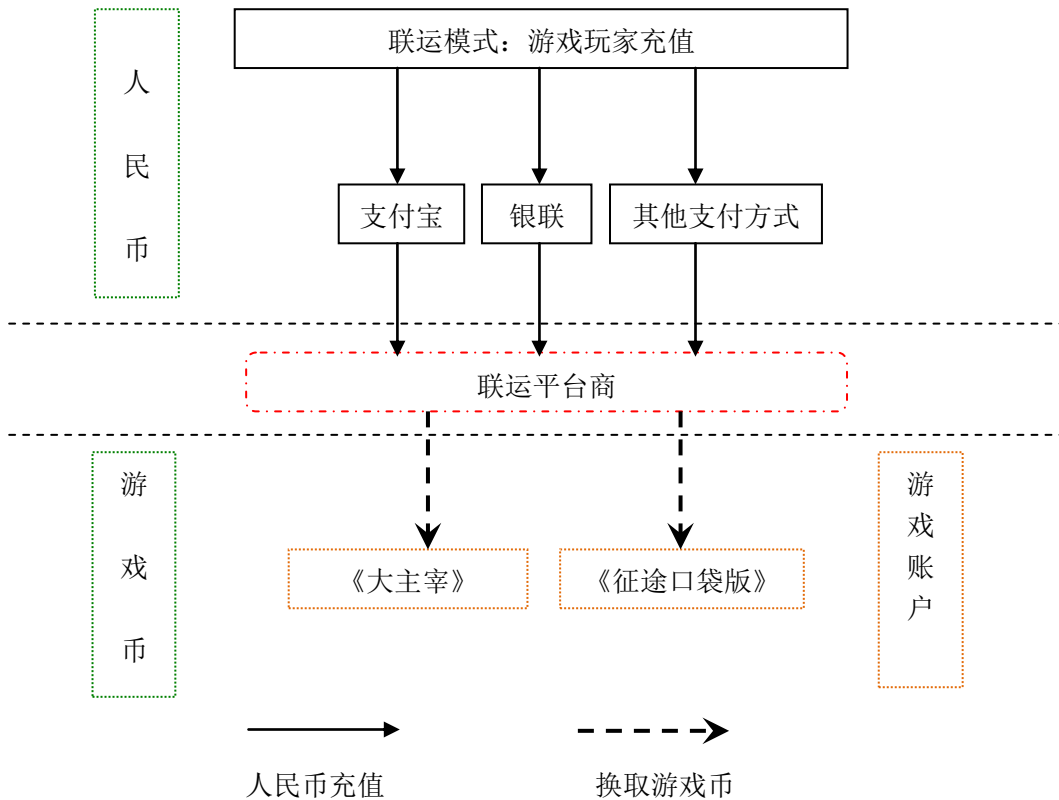 联运模式：游戏玩家充值
人民币
支付宝
银联
其他支付方式
联运平台商
游戏币
游戏账户
《大主宰》
《征途口袋版》
人民币充值
换取游戏币